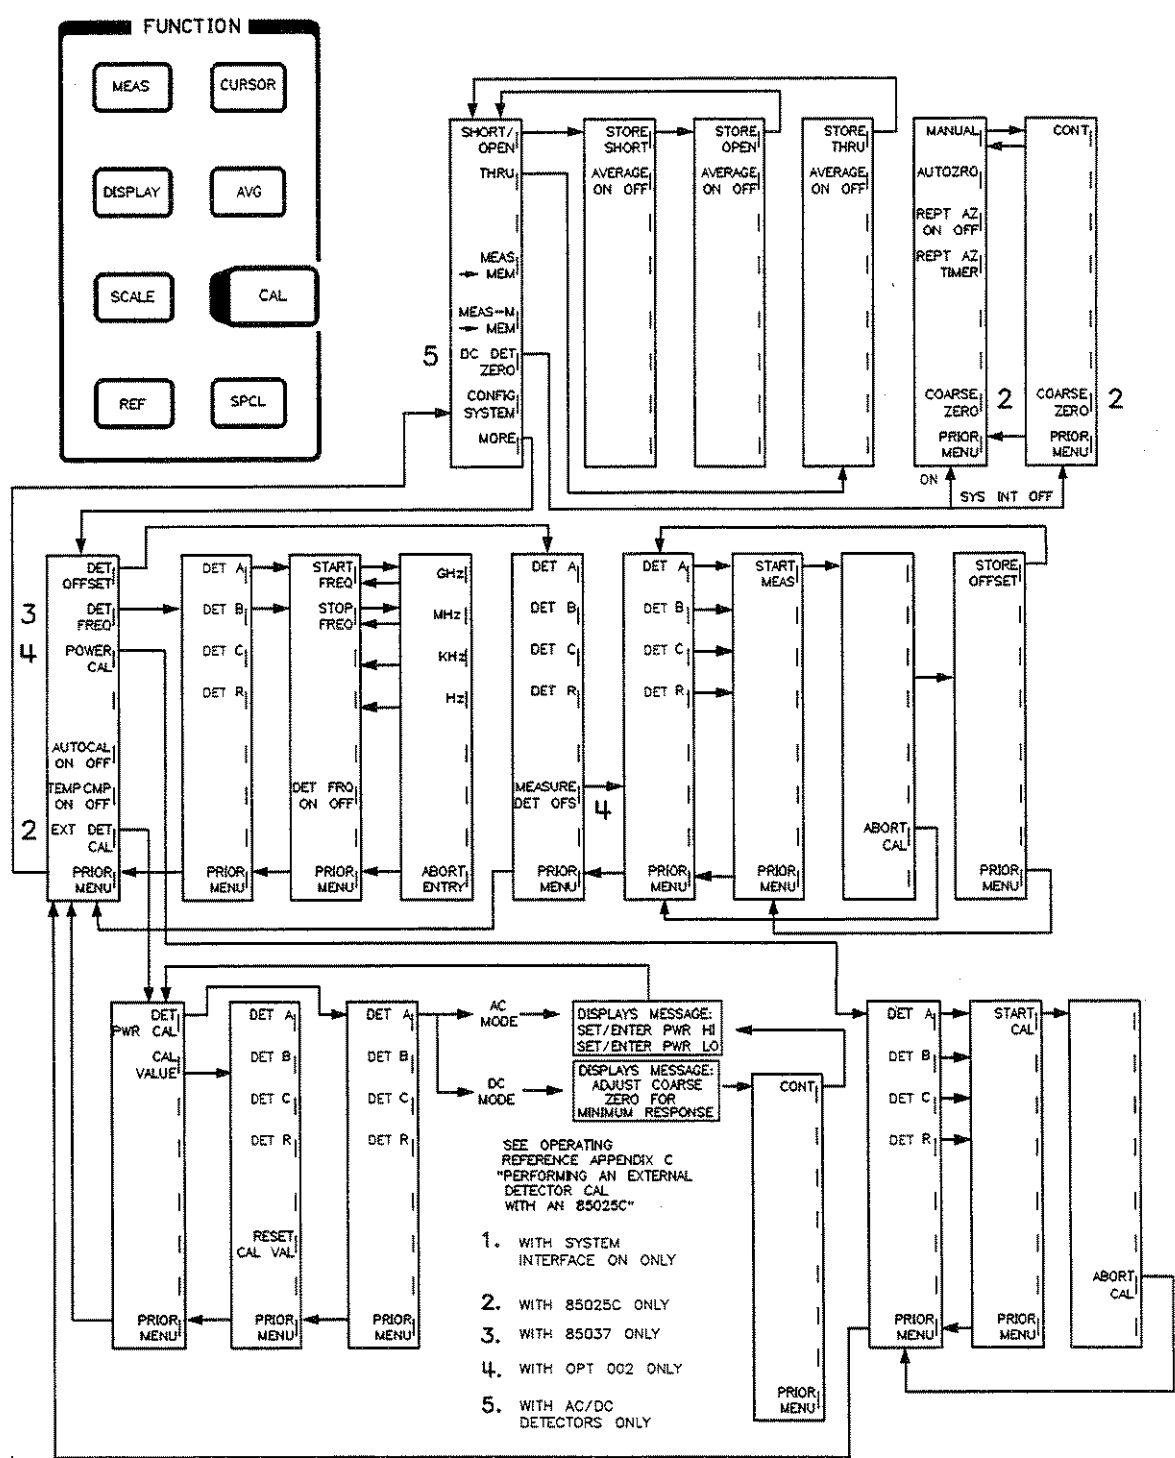 FUNCTION
MEAS
CURSOR
DISPLAY
AVG
SCALE
CAL
REF
SPCL
SHORT/
OPEN
THRU
MEAS
→ MEM
MEAS-M
→ MEM
5
DC DET
ZERO
CONFIG
SYSTEM
MORE
STORE
SHORT
AVERAGE
ON OFF
STORE
OPEN
AVERAGE
ON OFF
STORE
THRU
AVERAGE
ON OFF
MANUAL
AUTOZRO
REPT AZ
ON OFF
REPT AZ
TIMER
COARSE
ZERO
2
PRIOR
MENU
CONT
COARSE
ZERO
2
PRIOR
MENU
ON
SYS INT OFF
DET
OFFSET
3
DET
FREQ
4
POWER
CAL
AUTOCAL
ON OFF
TEMPCMP
ON OFF
2
EXT DET
CAL
PRIOR
MENU
DET A
DET B
DET C
DET R
PRIOR
MENU
START
FREQ
STOP
FREQ
DET FRQ
ON OFF
PRIOR
MENU
GHz
MHz
KHz
Hz
ABORT
ENTRY
DET A
DET B
DET C
DET R
MEASURE
DET OFS
4
PRIOR
MENU
DET A
DET B
DET C
DET R
PRIOR
MENU
START
MEAS
PRIOR
MENU
ABORT
CAL
STORE
OFFSET
PRIOR
MENU
DET
PWR CAL
CAL
VALUE
PRIOR
MENU
DET A
DET B
DET C
DET R
RESET
CAL VAL
PRIOR
MENU
DET A
DET B
DET C
DET R
PRIOR
MENU
AC
MODE
DISPLAYS MESSAGE:
SET/ENTER PWR HI
SET/ENTER PWR LO
DC
MODE
DISPLAYS MESSAGE:
ADJUST COARSE
ZERO FOR
MINIMUM RESPONSE
CONT
PRIOR
MENU
SEE OPERATING
REFERENCE APPENDIX C
"PERFORMING AN EXTERNAL
DETECTOR CAL
WITH AN 85025C"
1. WITH SYSTEM
INTERFACE ON ONLY
2. WITH 85025C ONLY
3. WITH 85037 ONLY
4. WITH OPT 002 ONLY
5. WITH AC/DC
DETECTORS ONLY
DET A
DET B
DET C
DET R
PRIOR
MENU
START
CAL
PRIOR
MENU
ABORT
CAL